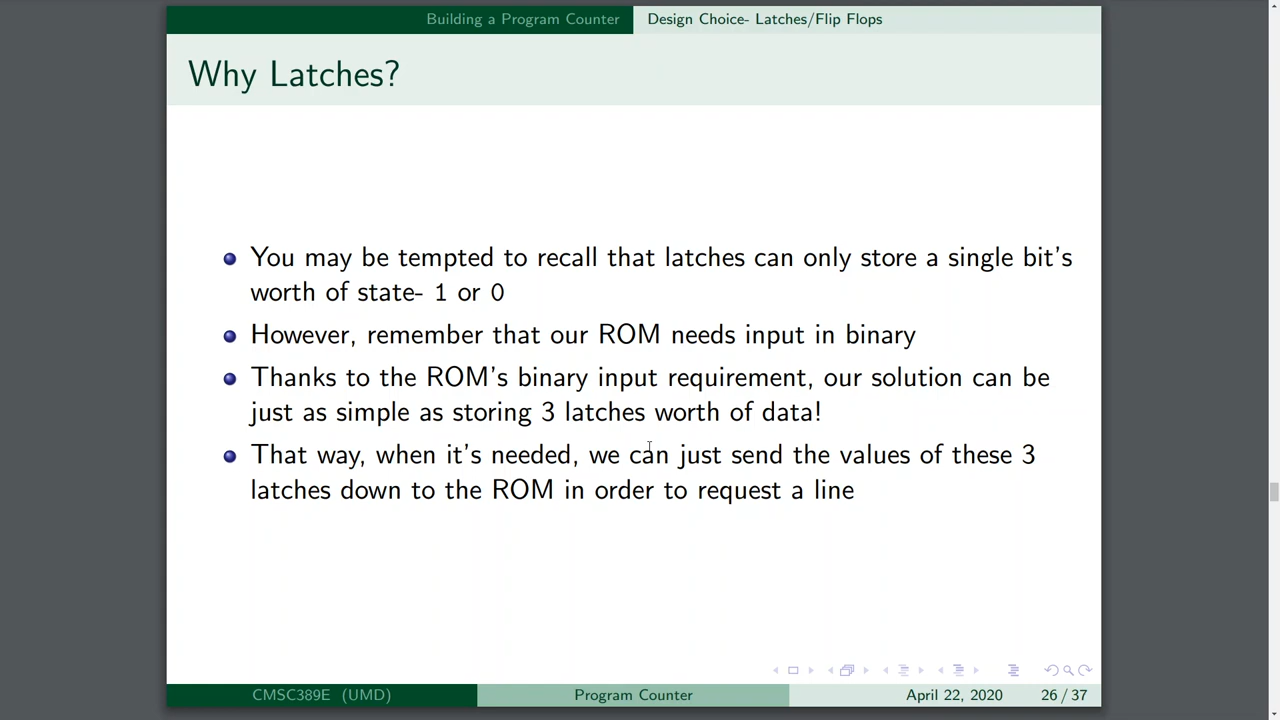 Building a Program Counter
Design Choice- Latches/Flip Flops
Why Latches?
You may be tempted to recall that latches can only store a single bit's
worth of state- 1 or 0
However, remember that our ROM needs input in binary
Thanks to the ROM's binary input requirement, our solution can be
just as simple as storing 3 latches worth of data!
That way, when it's needed, we can just send the values of these 3
latches down to the ROM in order to request a line
CMSC389E (UMD)
Program Counter
April 22, 2020
26 / 37